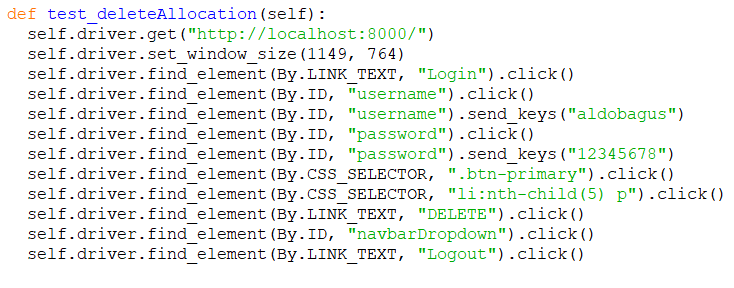 def test_deleteAllocation(self):
  self.driver.get("http://localhost:8000/")
  self.driver.set_window_size(1149, 764)
  self.driver.find_element(By.LINK_TEXT, "Login").click()
  self.driver.find_element(By.ID, "username").click()
  self.driver.find_element(By.ID, "username").send_keys("aldobagus")
  self.driver.find_element(By.ID, "password").click()
  self.driver.find_element(By.ID, "password").send_keys("12345678")
  self.driver.find_element(By.CSS_SELECTOR, ".btn-primary").click()
  self.driver.find_element(By.CSS_SELECTOR, "li:nth-child(5) p").click()
  self.driver.find_element(By.LINK_TEXT, "DELETE").click()
  self.driver.find_element(By.ID, "navbarDropdown").click()
  self.driver.find_element(By.LINK_TEXT, "Logout").click()